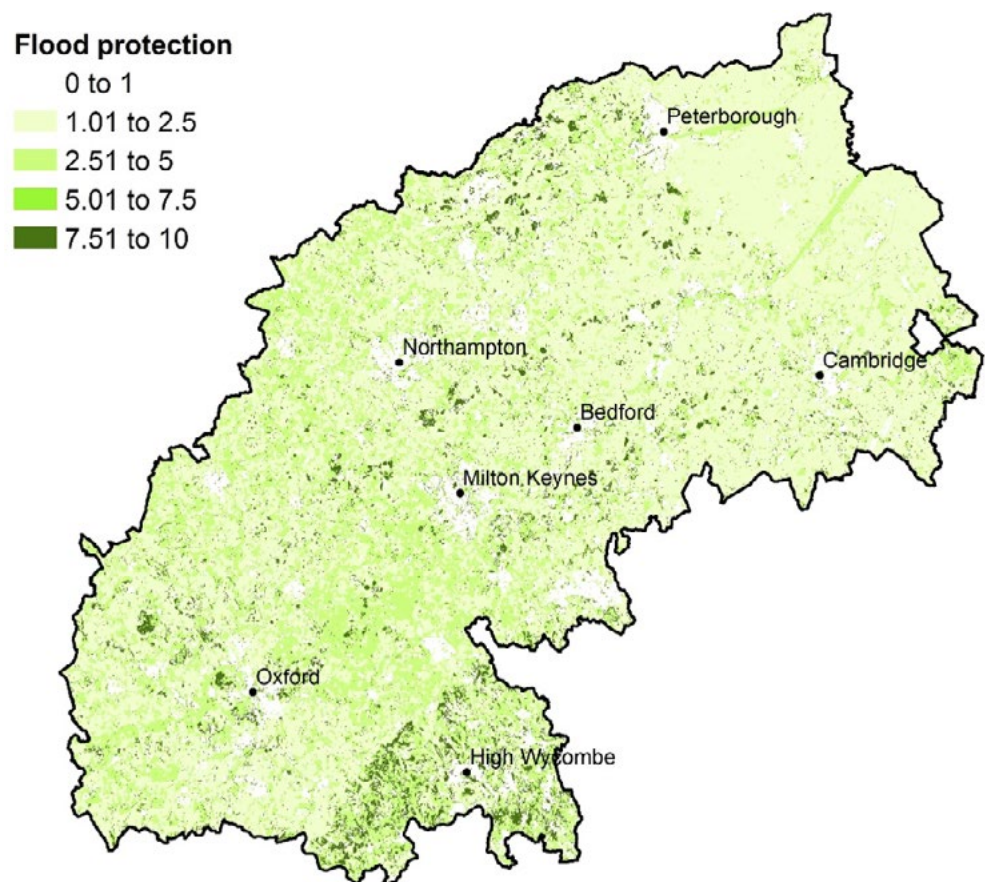 Flood protection
0 to 1
1.01 to 2.5
2.51 to 5
5.01 to 7.5
7.51 to 10
Peterborough
Northampton
Cambridge
Bedford
Milton Keynes
Oxford
High Wycombe